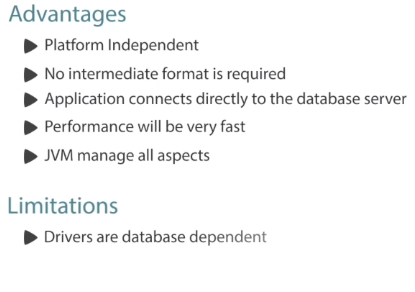 Advantages
Platform Independent
No intermediate format is required
Application connects directly to the database server
Performance will be very fast
JVM manage all aspects
Limitations
Drivers are database dependent